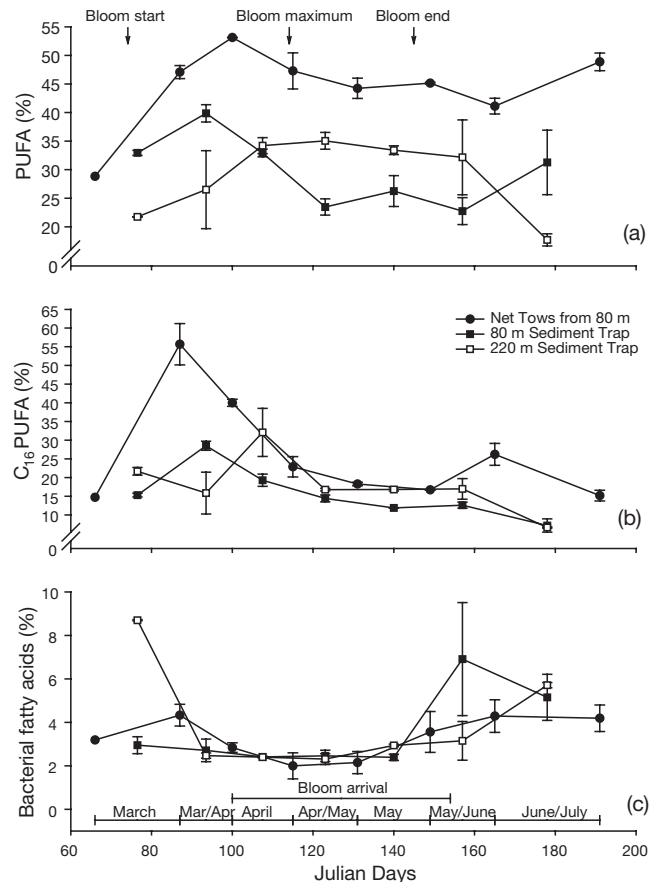 Bloom start Bloom maximum Bloom end
55
50
45
40
35
30
25
20
0
PUFA (%)
(a)
65
60
55
50
45
40
35
30
25
20
15
10
0
C16 PUFA (%)
Net Tows from 80 m
80 m Sediment Trap
220 m Sediment Trap
(b)
10
8
6
4
2
0
Bacterial fatty acids (%)
Bloom arrival
(c)
March Mar/Apr April Apr/May May May/June June/July
60 80 100 120 140 160 180 200
Julian Days